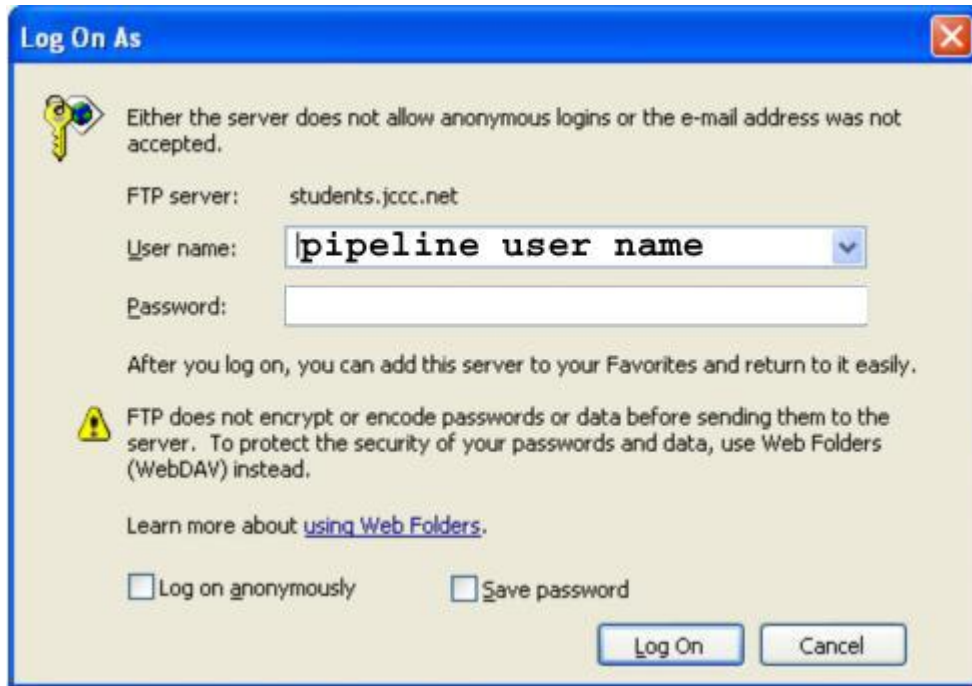 Log On As
Either the server does not allow anonymous logins or the e-mail address was not
accepted.
FTP server: students.jccc.net
User name: pipeline user name
Password:
After you log on, you can add this server to your Favorites and return to it easily.
FTP does not encrypt or encode passwords or data before sending them to the
server. To protect the security of your passwords and data, use Web Folders
(WebDAV) instead.
Learn more about using Web Folders.
Log on anonymously Save password
Log On Cancel